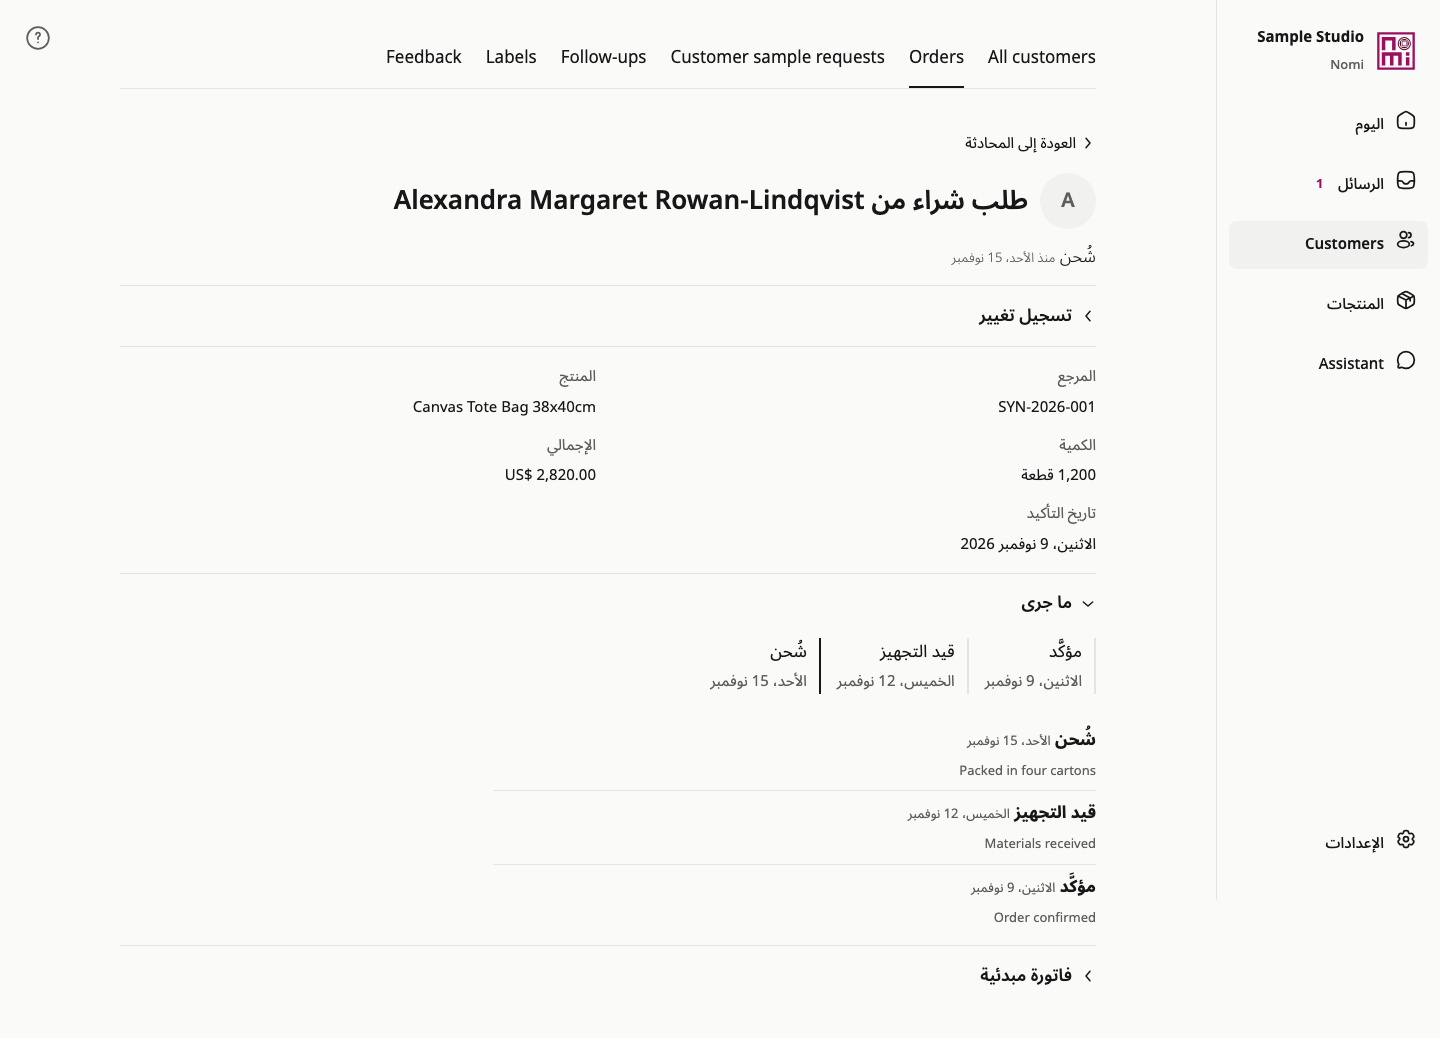 Sample Studio
Nomi
اليوم
الرسائل 1
Customers
المنتجات
Assistant
الإعدادات
All customers
Orders
Customer sample requests
Follow-ups
Labels
Feedback
العودة إلى المحادثة
A
طلب شراء من Alexandra Margaret Rowan-Lindqvist
شُحن منذ الأحد، 15 نوفمبر
تسجيل تغيير
المرجع
SYN-2026-001
المنتج
Canvas Tote Bag 38x40cm
الكمية
1,200 قطعة
الإجمالي
US$ 2,820.00
تاريخ التأكيد
الاثنين، 9 نوفمبر 2026
ما جرى
مؤكَّد
الاثنين، 9 نوفمبر
قيد التجهيز
الخميس، 12 نوفمبر
شُحن
الأحد، 15 نوفمبر
شُحن الأحد، 15 نوفمبر
Packed in four cartons
قيد التجهيز الخميس، 12 نوفمبر
Materials received
مؤكَّد الاثنين، 9 نوفمبر
Order confirmed
فاتورة مبدئية